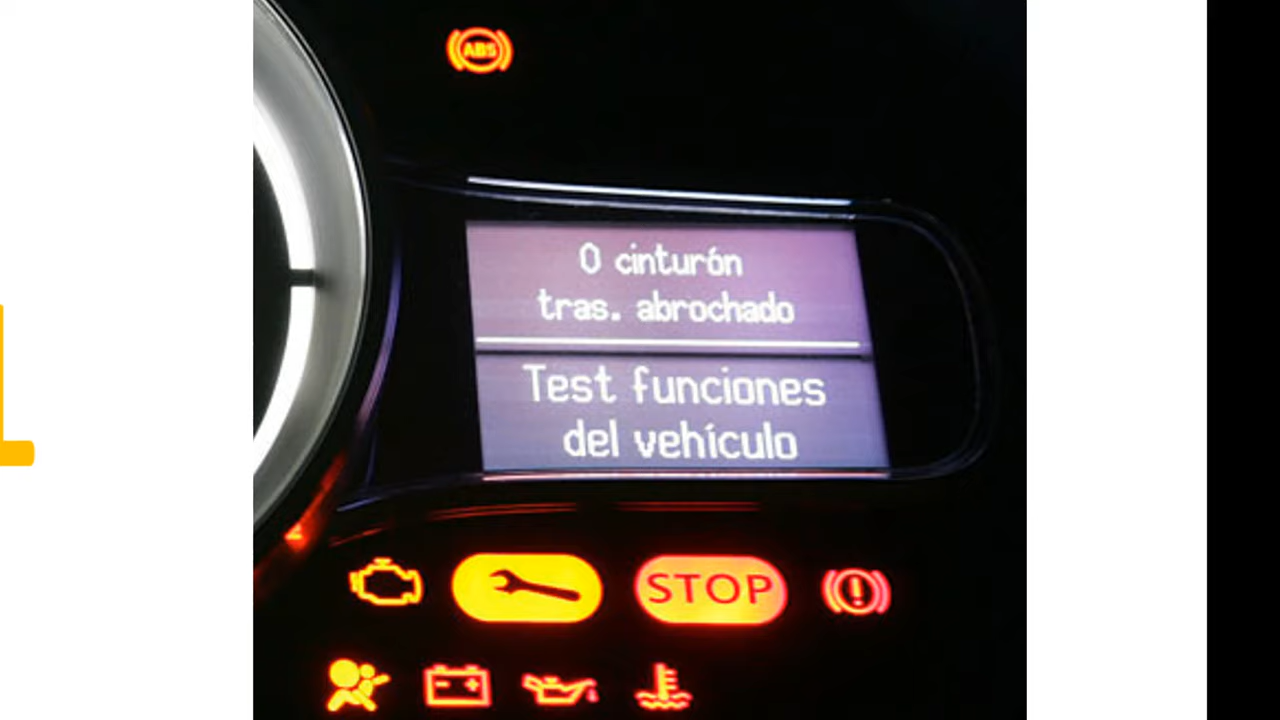 ABS
0 cinturón
tras. abrochado
Test funciones
del vehículo
STOP